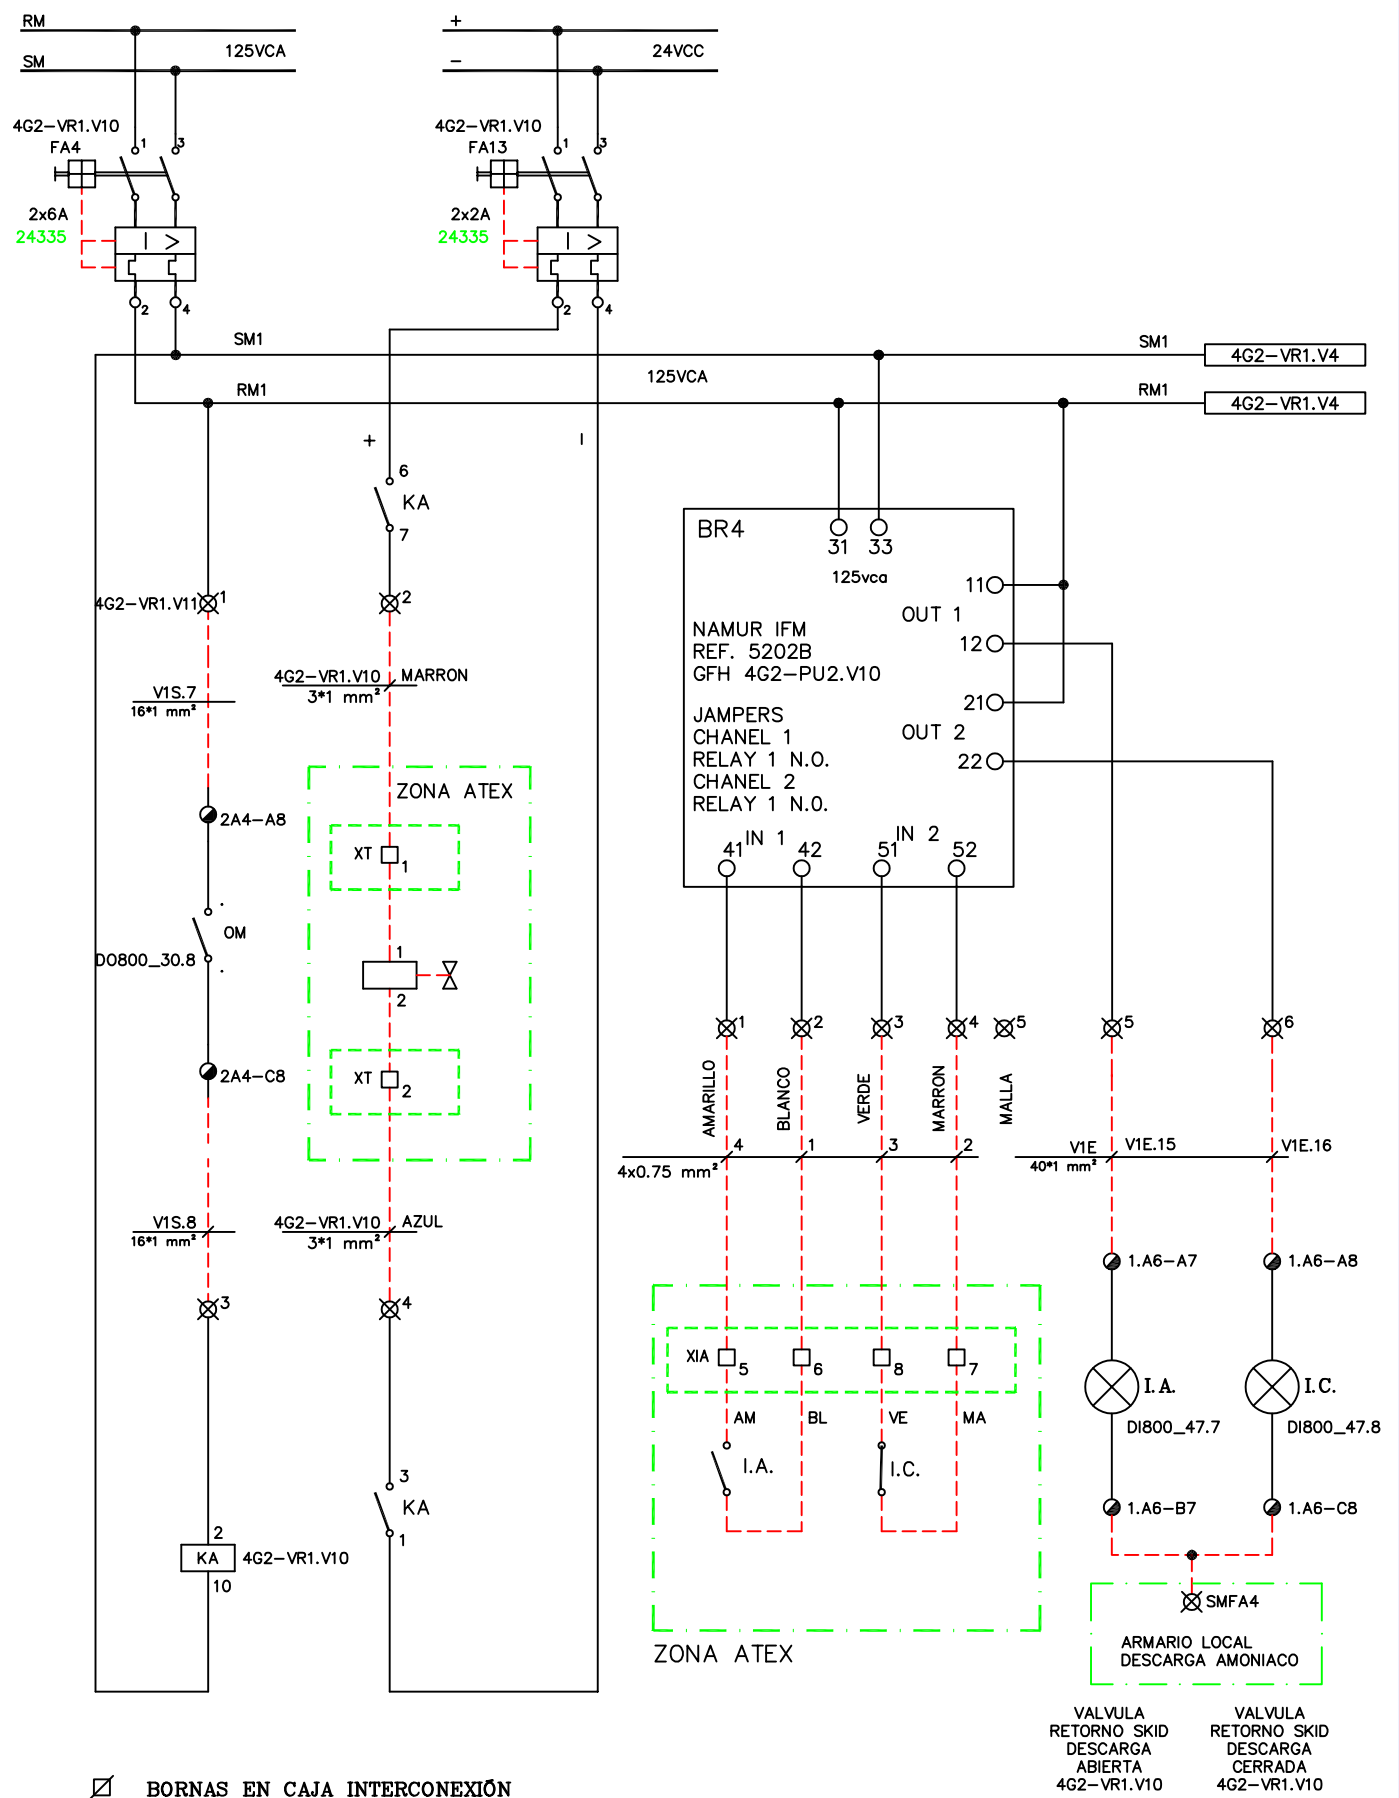 RM
125VCA
SM
+
24VCC
−
4G2-VR1.V10
FA4
1
3
2x6A
24335
I >
2
4
4G2-VR1.V10
FA13
1
3
2x2A
24335
I >
2
4
SM1
SM1
4G2-VR1.V4
125VCA
RM1
RM1
4G2-VR1.V4
+
−
6
KA
7
4G2-VR1.V11
1
2
4G2-VR1.V10
MARRON
3*1 mm²
V1S.7
16*1 mm²
ZONA ATEX
2A4-A8
XT
1
OM
DO800_30.8
1
2
2A4-C8
XT
2
V1S.8
16*1 mm²
4G2-VR1.V10
AZUL
3*1 mm²
3
4
3
KA
1
2
KA
4G2-VR1.V10
10
BR4
31
33
125vca
11
OUT 1
12
NAMUR IFM
REF. 5202B
GFH 4G2-PU2.V10
21
OUT 2
22
JAMPERS
CHANEL 1
RELAY 1 N.O.
CHANEL 2
RELAY 1 N.O.
IN 1
IN 2
41
42
51
52
1
2
3
4
5
5
6
AMARILLO
BLANCO
VERDE
MARRON
MALLA
4
1
3
2
4x0.75 mm²
V1E
V1E.15
V1E.16
40*1 mm²
1.A6-A7
1.A6-A8
XIA
5
6
8
7
AM
BL
VE
MA
I.A.
I.C.
I.A.
I.C.
DI800_47.7
DI800_47.8
1.A6-B7
1.A6-C8
SMFA4
ZONA ATEX
ARMARIO LOCAL
DESCARGA AMONIACO
VALVULA
RETORNO SKID
DESCARGA
ABIERTA
4G2-VR1.V10
VALVULA
RETORNO SKID
DESCARGA
CERRADA
4G2-VR1.V10
BORNAS EN CAJA INTERCONEXIÓN